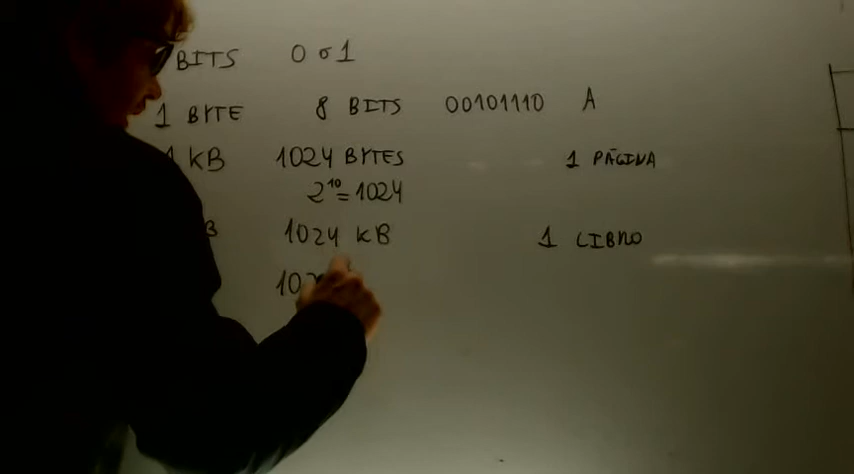 BITS 0 ó 1
1 BYTE 8 BITS 00101110 A
1 KB 1024 BYTES 1 PÁGINA
2¹⁰=1024
B 1024 KB 1 LIBRO